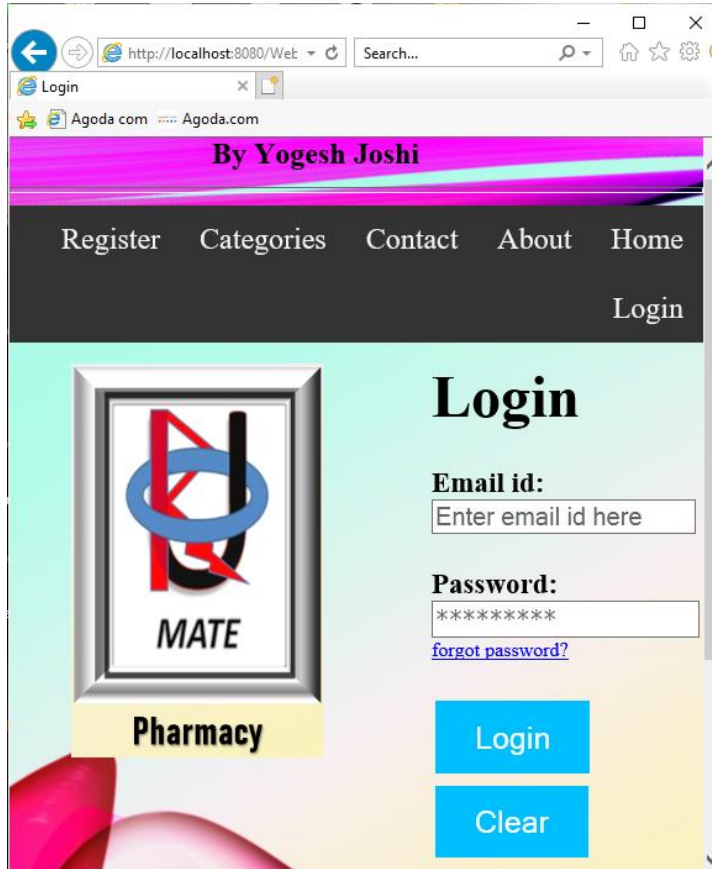 http://localhost:8080/Wet
Search...
Login
Agoda com
Agoda.com
By Yogesh Joshi
Register Categories Contact About Home
Login
MATE
Pharmacy
Login
Email id:
Enter email id here
Password:
*********
forgot password?
Login
Clear